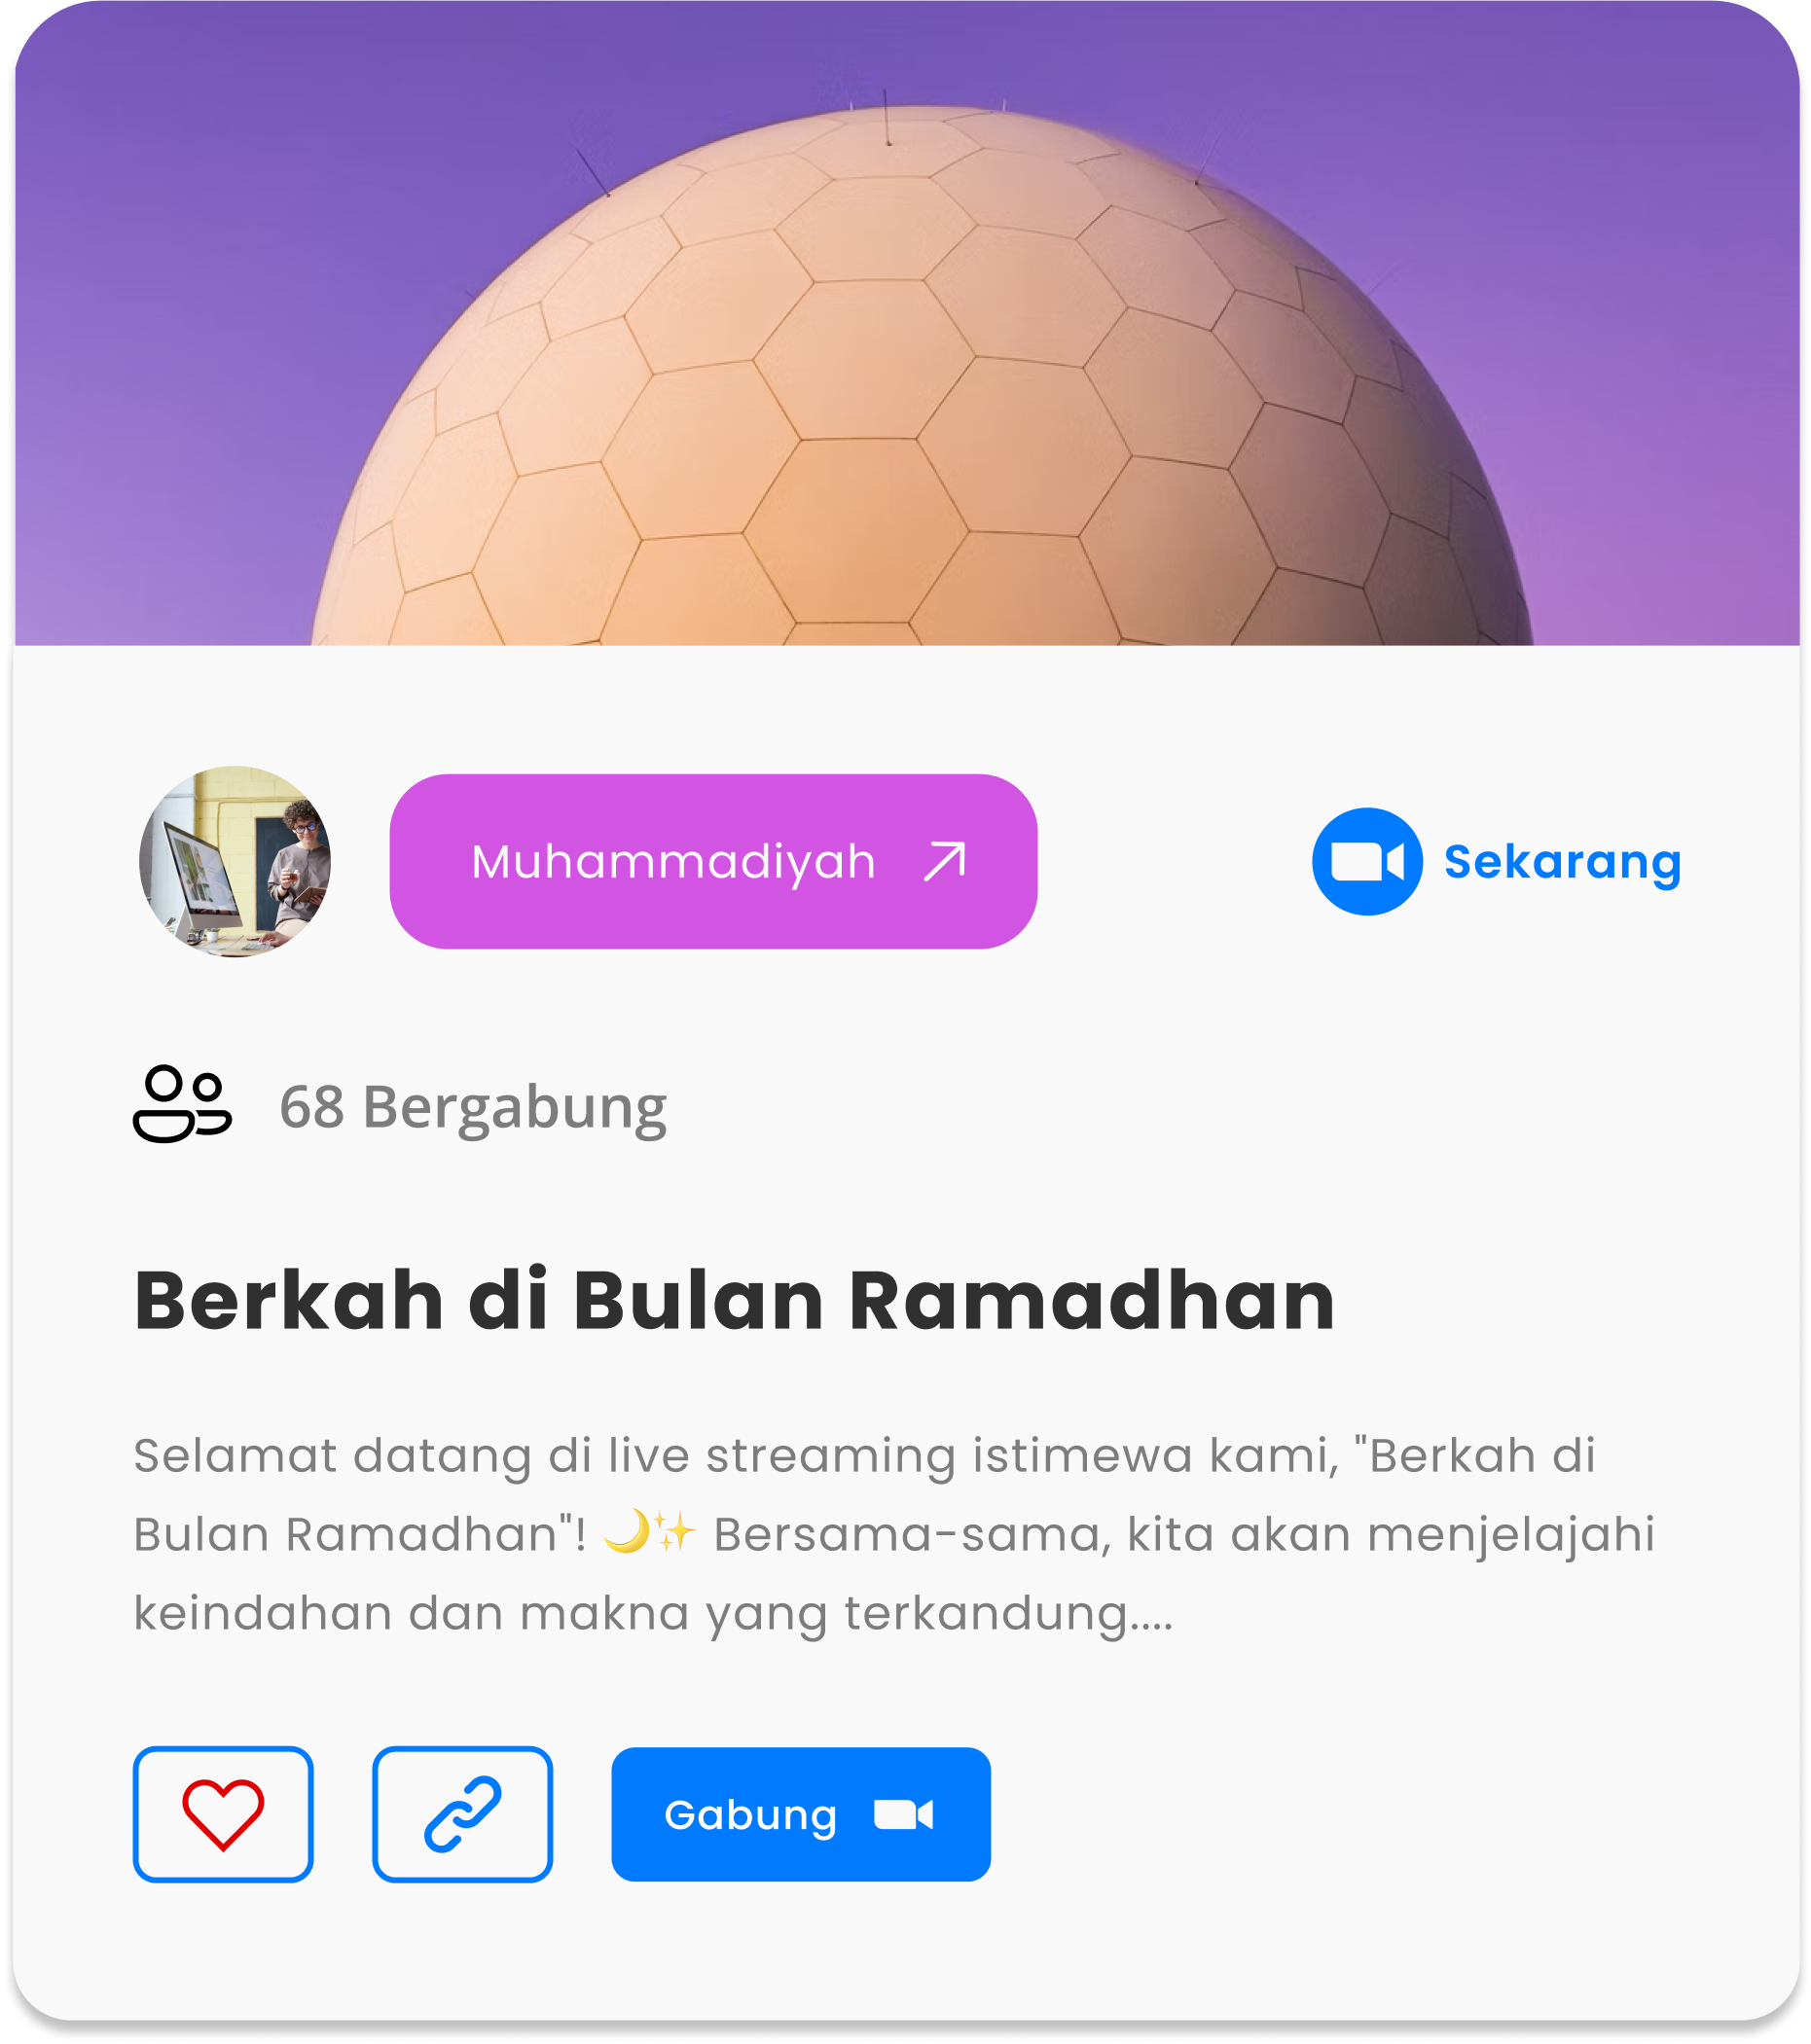 Muhammadiyah
Sekarang
68 Bergabung
Berkah di Bulan Ramadhan
Selamat datang di live streaming istimewa kami, "Berkah di
Bulan Ramadhan"! 🌙✨ Bersama-sama, kita akan menjelajahi
keindahan dan makna yang terkandung....
Gabung